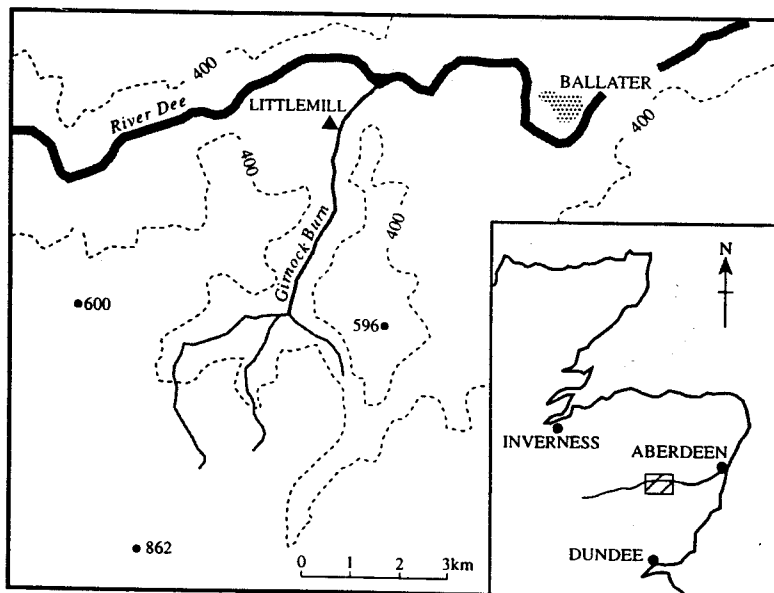 400
BALLATER
River Dee
LITTLEMILL
400
400
400
Girnock Burn
600
596
862
0 1 2 3km
N
INVERNESS
ABERDEEN
DUNDEE